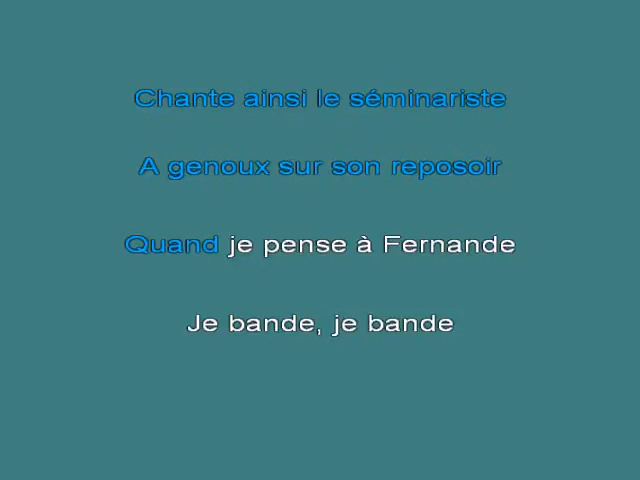 Chante ainsi le séminariste
A genoux sur son reposoir
Quand je pense à Fernande
Je bande, je bande